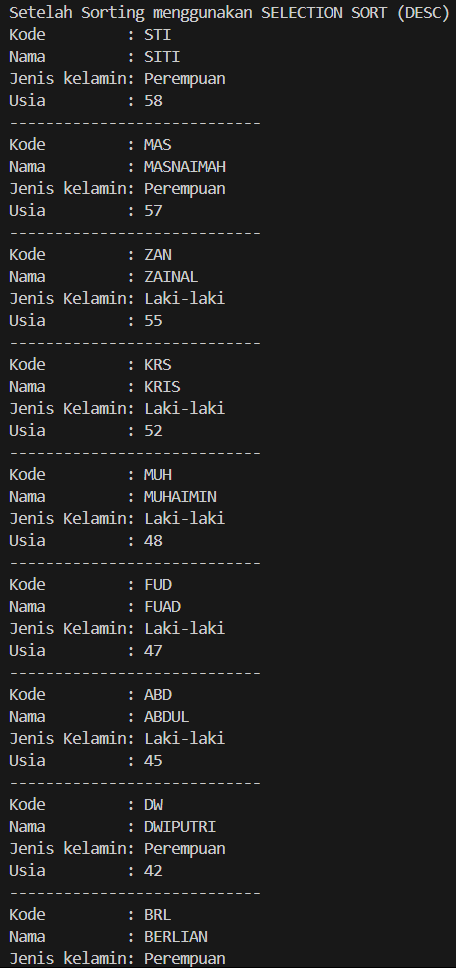 Setelah Sorting menggunakan SELECTION SORT (DESC)
Kode         : STI
Nama         : SITI
Jenis kelamin: Perempuan
Usia         : 58
----------------------------
Kode         : MAS
Nama         : MASNAIMAH
Jenis kelamin: Perempuan
Usia         : 57
----------------------------
Kode         : ZAN
Nama         : ZAINAL
Jenis Kelamin: Laki-laki
Usia         : 55
----------------------------
Kode         : KRS
Nama         : KRIS
Jenis Kelamin: Laki-laki
Usia         : 52
----------------------------
Kode         : MUH
Nama         : MUHAIMIN
Jenis Kelamin: Laki-laki
Usia         : 48
----------------------------
Kode         : FUD
Nama         : FUAD
Jenis Kelamin: Laki-laki
Usia         : 47
----------------------------
Kode         : ABD
Nama         : ABDUL
Jenis Kelamin: Laki-laki
Usia         : 45
----------------------------
Kode         : DW
Nama         : DWIPUTRI
Jenis kelamin: Perempuan
Usia         : 42
----------------------------
Kode         : BRL
Nama         : BERLIAN
Jenis kelamin: Perempuan